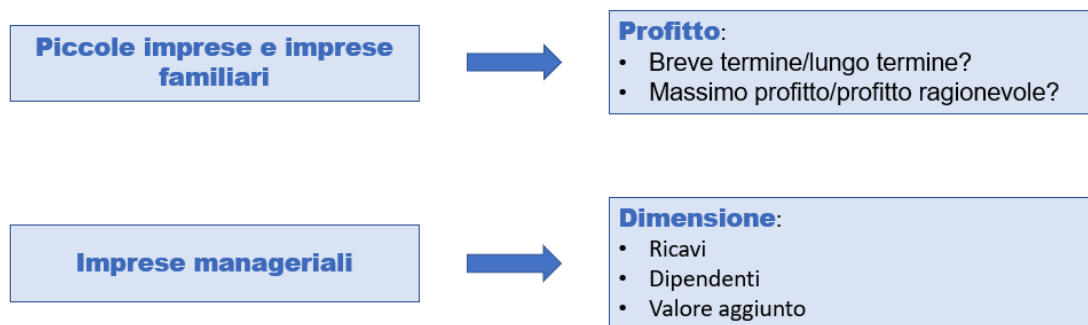 Piccole imprese e imprese
familiari
Profitto:
• Breve termine/lungo termine?
• Massimo profitto/profitto ragionevole?
Imprese manageriali
Dimensione:
• Ricavi
• Dipendenti
• Valore aggiunto